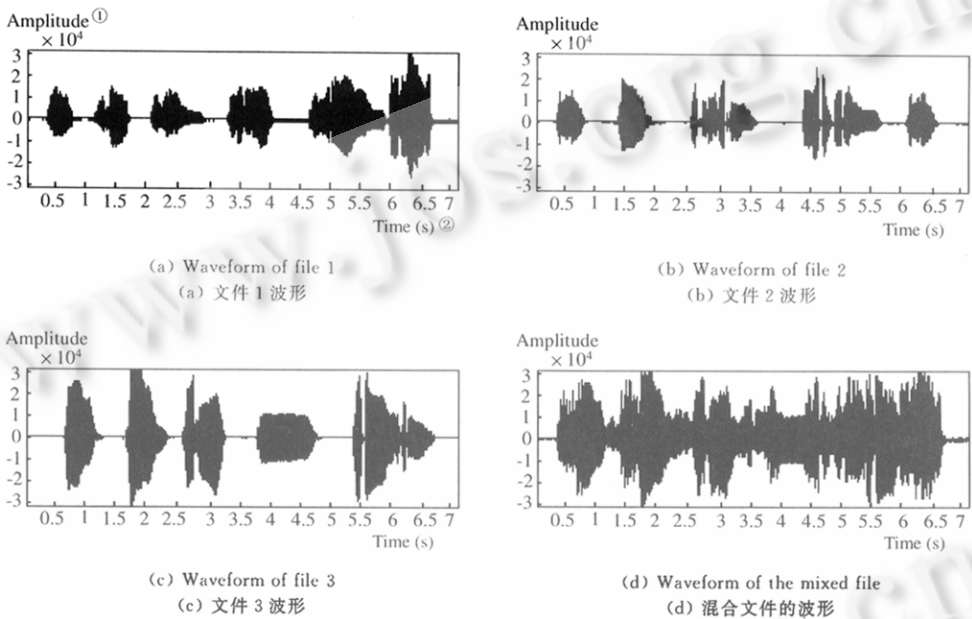 Amplitude①
×10⁴
3
2
1
0
-1
-2
-3
0.5 1 1.5 2 2.5 3 3.5 4 4.5 5 5.5 6 6.5 7
Time (s)②
(a) Waveform of file 1
(a) 文件1波形
Amplitude
×10⁴
3
2
1
0
-1
-2
-3
0.5 1 1.5 2 2.5 3 3.5 4 4.5 5 5.5 6 6.5 7
Time (s)
(b) Waveform of file 2
(b) 文件2波形
Amplitude
×10⁴
3
2
1
0
-1
-2
-3
0.5 1 1.5 2 2.5 3 3.5 4 4.5 5 5.5 6 6.5 7
Time (s)
(c) Waveform of file 3
(c) 文件3波形
Amplitude
×10⁴
3
2
1
0
-1
-2
-3
0.5 1 1.5 2 2.5 3 3.5 4 4.5 5 5.5 6 6.5 7
Time (s)
(d) Waveform of the mixed file
(d) 混合文件的波形
www.jos.org.cn
cn